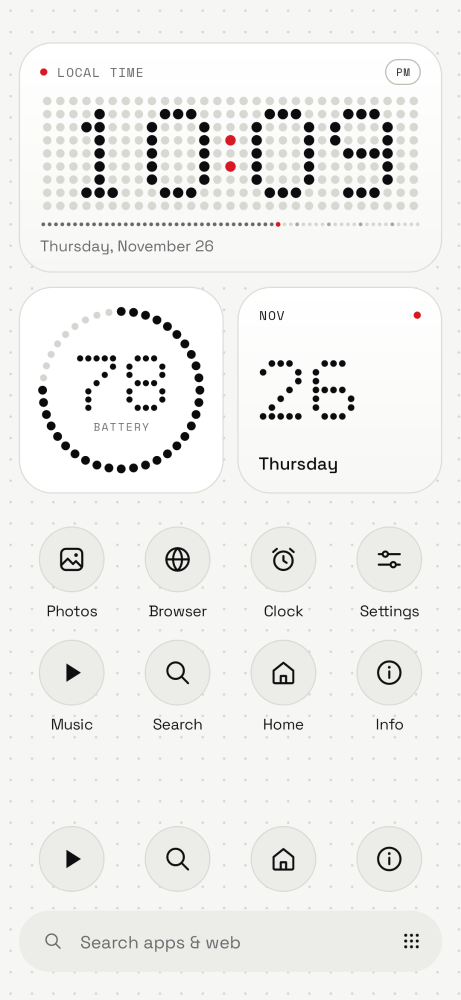 LOCAL TIME
PM
10:09
Thursday, November 26
78
BATTERY
NOV
26
Thursday
Photos
Browser
Clock
Settings
Music
Search
Home
Info
Search apps & web